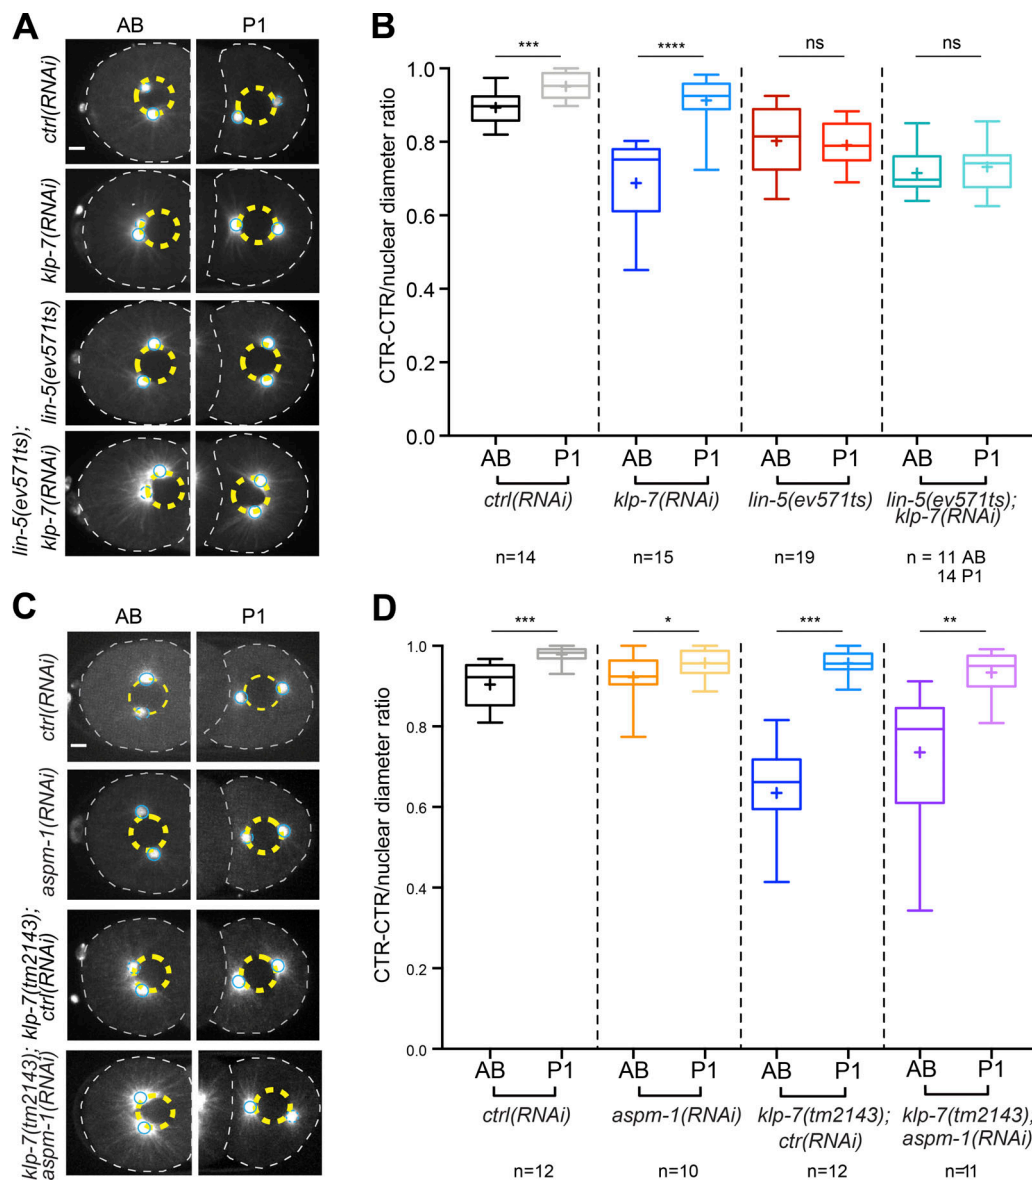 A
AB
P1
ctrl(RNAi)
klp-7(RNAi)
lin-5(ev571ts)
lin-5(ev571ts);
klp-7(RNAi)
B
CTR-CTR/nuclear diameter ratio
1.0
0.8
0.6
0.4
0.2
0.0
***
****
ns
ns
AB P1 AB P1 AB P1 AB P1
ctrl(RNAi)
klp-7(RNAi)
lin-5(ev571ts)
lin-5(ev571ts);
klp-7(RNAi)
n=14
n=15
n=19
n = 11 AB
14 P1
C
AB
P1
ctrl(RNAi)
aspm-1(RNAi)
klp-7(tm2143);
ctr(RNAi)
klp-7(tm2143);
aspm-1(RNAi)
D
CTR-CTR/nuclear diameter ratio
1.0
0.8
0.6
0.4
0.2
0.0
***
*
***
**
AB P1 AB P1 AB P1 AB P1
ctrl(RNAi)
aspm-1(RNAi)
klp-7(tm2143);
ctr(RNAi)
klp-7(tm2143),
aspm-1(RNAi)
n=12
n=10
n=12
n=11